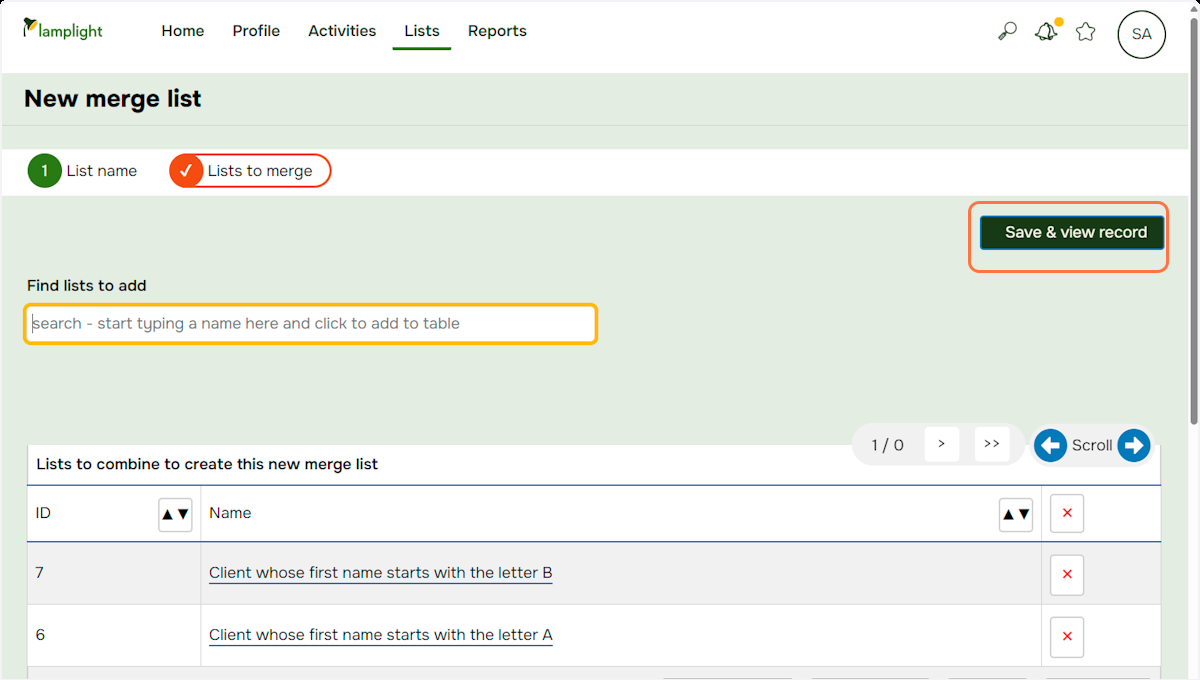 lamplight
Home Profile Activities Lists Reports
SA
New merge list
1 List name ✓ Lists to merge
Save & view record
Find lists to add
search - start typing a name here and click to add to table
1 / 0 > >> Scroll
Lists to combine to create this new merge list
ID ▲▼ Name ▲▼ ×
7 Client whose first name starts with the letter B ×
6 Client whose first name starts with the letter A ×